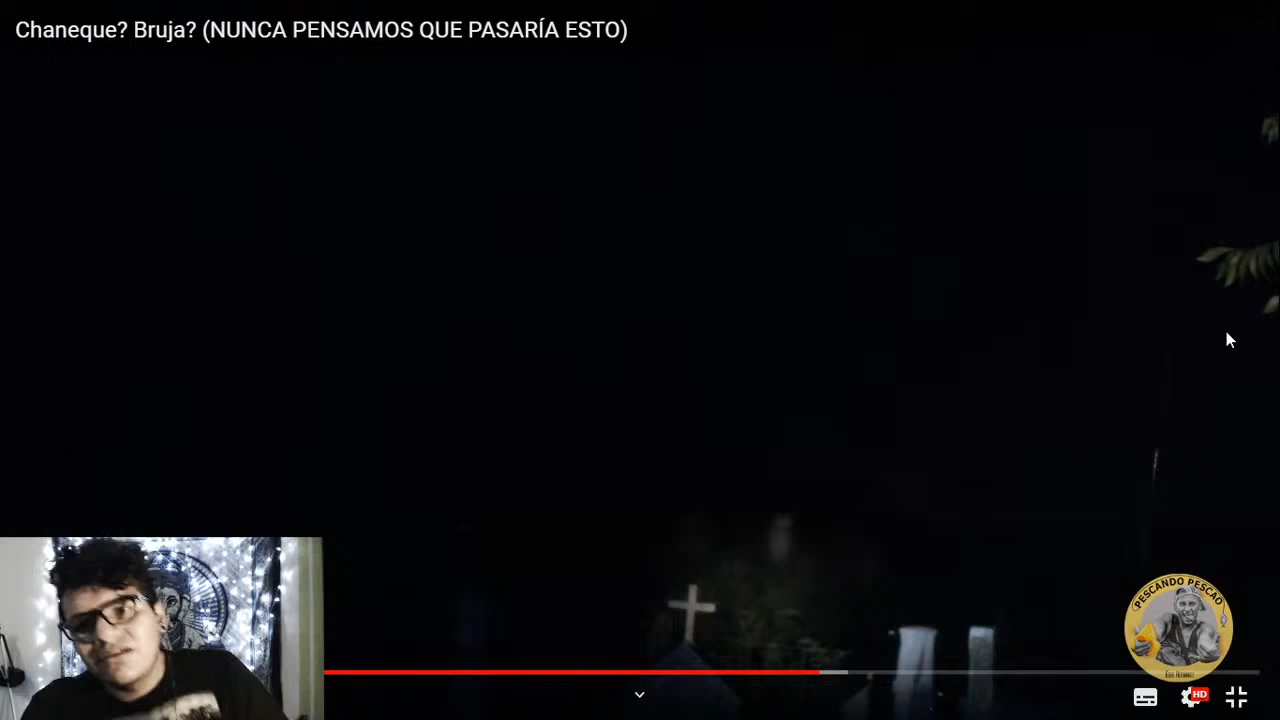 Chaneque? Bruja? (NUNCA PENSAMOS QUE PASARÍA ESTO)
PESCANDO PESCAO
HD